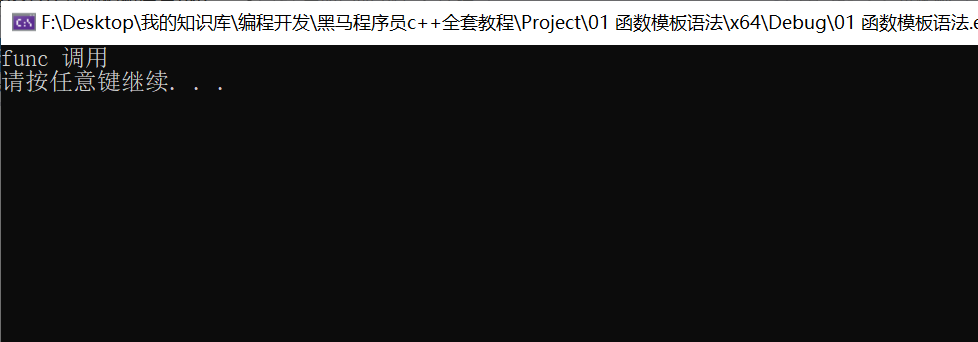 F:\Desktop\我的知识库\编程开发\黑马程序员c++全套教程\Project\01 函数模板语法\x64\Debug\01 函数模板语法.e
func 调用
请按任意键继续. . .